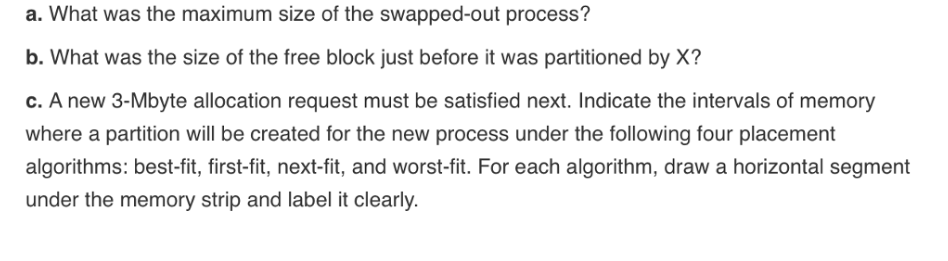 a. What was the maximum size of the swapped-out process?
b. What was the size of the free block just before it was partitioned by X?
c. A new 3-Mbyte allocation request must be satisfied next. Indicate the intervals of memory
where a partition will be created for the new process under the following four placement
algorithms: best-fit, first-fit, next-fit, and worst-fit. For each algorithm, draw a horizontal segment
under the memory strip and label it clearly.